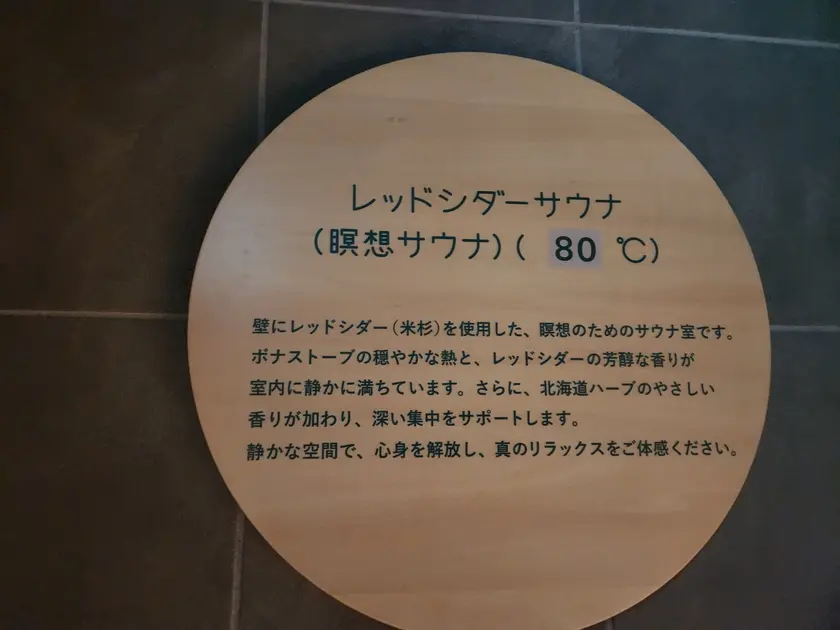 レッドシダーサウナ
(瞑想サウナ)( 80 ℃)
壁にレッドシダー(米杉)を使用した、瞑想のためのサウナ室です。
ボナストーブの穏やかな熱と、レッドシダーの芳醇な香りが
室内に静かに満ちています。さらに、北海道ハーブのやさしい
香りが加わり、深い集中をサポートします。
静かな空間で、心身を解放し、真のリラックスをご体感ください。